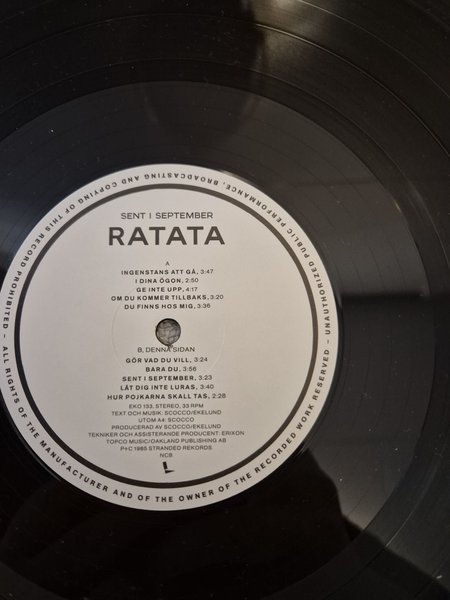 SENT I SEPTEMBER
RATATA
A
INGENSTANS ATT GÅ, 3:47
I DINA ÖGON, 2:50
GE INTE UPP, 4:17
OM DU KOMMER TILLBAKS, 3:20
DU FINNS HOS MIG, 3:36
B, DENNA SIDAN
GÖR VAD DU VILL, 3:24
BARA DU, 3:56
SENT I SEPTEMBER, 3:23
LÅT DIG INTE LURAS, 3:40
HUR POJKARNA SKALL TAS, 2:28
EKO 153, STEREO, 33 RPM
TEXT OCH MUSIK: SCOCCO/EKELUND
UTOM A4: SCOCCO
PRODUCERAD AV SCOCCO/EKELUND
TEKNIKER OCH ASSISTERANDE PRODUCENT: ERIXON
TOPCO MUSIC/OAKLAND PUBLISHING AB
P+C 1985 STRANDED REKORDS
NCB
ALL RIGHTS OF THE MANUFACTURER AND OF THE OWNER OF THE RECORDED WORK RESERVED – UNAUTHORIZED PUBLIC PERFORMANCE, BROADCASTING AND COPYING OF THIS RECORD PROHIBITED –